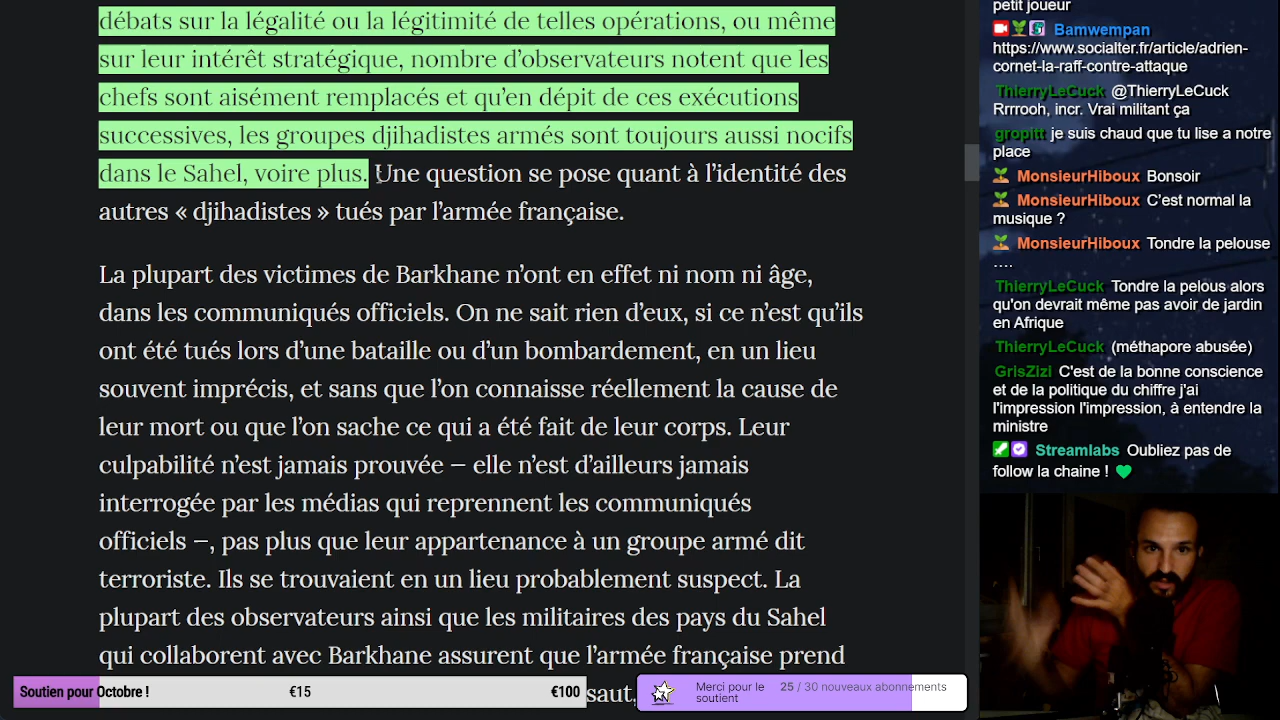 débats sur la légalité ou la légitimité de telles opérations, ou même
sur leur intérêt stratégique, nombre d’observateurs notent que les
chefs sont aisément remplacés et qu’en dépit de ces exécutions
successives, les groupes djihadistes armés sont toujours aussi nocifs
dans le Sahel, voire plus. Une question se pose quant à l’identité des
autres « djihadistes » tués par l’armée française.
La plupart des victimes de Barkhane n’ont en effet ni nom ni âge,
dans les communiqués officiels. On ne sait rien d’eux, si ce n’est qu’ils
ont été tués lors d’une bataille ou d’un bombardement, en un lieu
souvent imprécis, et sans que l’on connaisse réellement la cause de
leur mort ou que l’on sache ce qui a été fait de leur corps. Leur
culpabilité n’est jamais prouvée – elle n’est d’ailleurs jamais
interrogée par les médias qui reprennent les communiqués
officiels –, pas plus que leur appartenance à un groupe armé dit
terroriste. Ils se trouvaient en un lieu probablement suspect. La
plupart des observateurs ainsi que les militaires des pays du Sahel
qui collaborent avec Barkhane assurent que l’armée française prend
saut,
Soutien pour Octobre !
€15
€100
Merci pour le
soutient
25 / 30 nouveaux abonnements
petit joueur
Bamwempan
https://www.socialter.fr/article/adrien-
cornet-la-raff-contre-attaque
ThierryLeCuck @ThierryLeCuck
Rrrrooh, incr. Vrai militant ça
gropitt je suis chaud que tu lise a notre
place
MonsieurHiboux Bonsoir
MonsieurHiboux C’est normal la
musique ?
MonsieurHiboux Tondre la pelouse
....
ThierryLeCuck Tondre la pelous alors
qu'on devrait même pas avoir de jardin
en Afrique
ThierryLeCuck (méthapore abusée)
GrisZizi C'est de la bonne conscience
et de la politique du chiffre j'ai
l'impression l'impression, à entendre la
ministre
Streamlabs Oubliez pas de
follow la chaine !